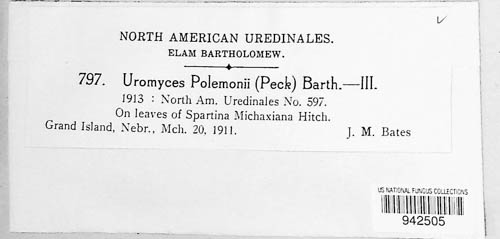 NORTH AMERICAN UREDINALES.
ELAM BARTHOLOMEW.
797. Uromyces Polemonii (Peck) Barth.—III.
1913 : North Am. Uredinales No. 597.
On leaves of Spartina Michaxiana Hitch.
Grand Island, Nebr., Mch. 20, 1911. J. M. Bates
US NATIONAL FUNGUS COLLECTIONS
942505